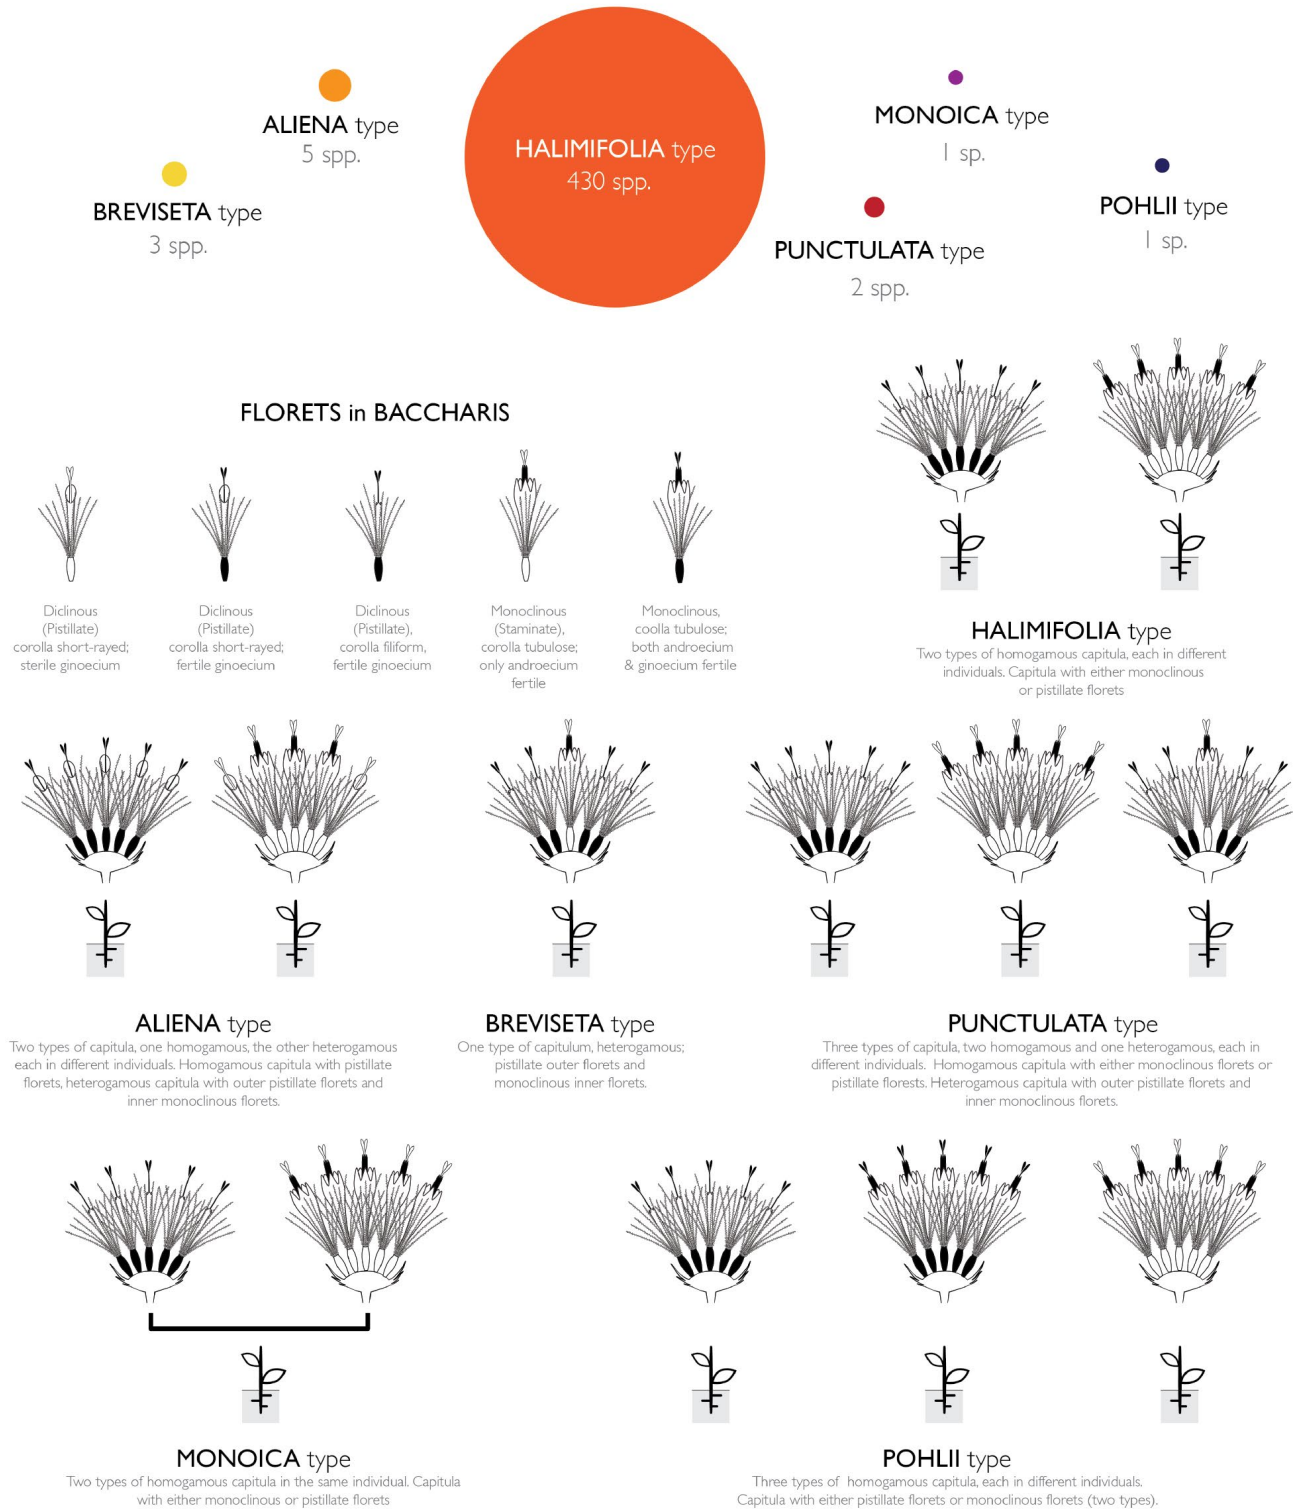 ALIENA type
5 spp.
HALIMIFOLIA type
430 spp.
MONOICA type
1 sp.
BREVISETA type
3 spp.
PUNCTULATA type
2 spp.
POHLII type
1 sp.
FLORETS in BACCHARIS
Diclinous
(Pistillate)
corolla short-rayed;
sterile ginoecium
Diclinous
(Pistillate)
corolla short-rayed;
fertile ginoecium
Diclinous
(Pistillate),
corolla filiform,
fertile ginoecium
Monoclinous
(Staminate),
corolla tubulose;
only androecium
fertile
Monoclinous,
coolla tubulose;
both androecium
& ginoecium fertile
HALIMIFOLIA type
Two types of homogamous capitula, each in different
individuals. Capitula with either monoclinous
or pistillate florets
ALIENA type
Two types of capitula, one homogamous, the other heterogamous
each in different individuals. Homogamous capitula with pistillate
florets, heterogamous capitula with outer pistillate florets and
inner monoclinous florets.
BREVISETA type
One type of capitulum, heterogamous;
pistillate outer florets and
monoclinous inner florets.
PUNCTULATA type
Three types of capitula, two homogamous and one heterogamous, each in
different individuals. Homogamous capitula with either monoclinous florets or
pistillate florests. Heterogamous capitula with outer pistillate florets and
inner monoclinous florets.
MONOICA type
Two types of homogamous capitula in the same individual. Capitula
with either monoclinous or pistillate florets
POHLII type
Three types of homogamous capitula, each in different individuals.
Capitula with either pistillate florets or monoclinous florets (two types).